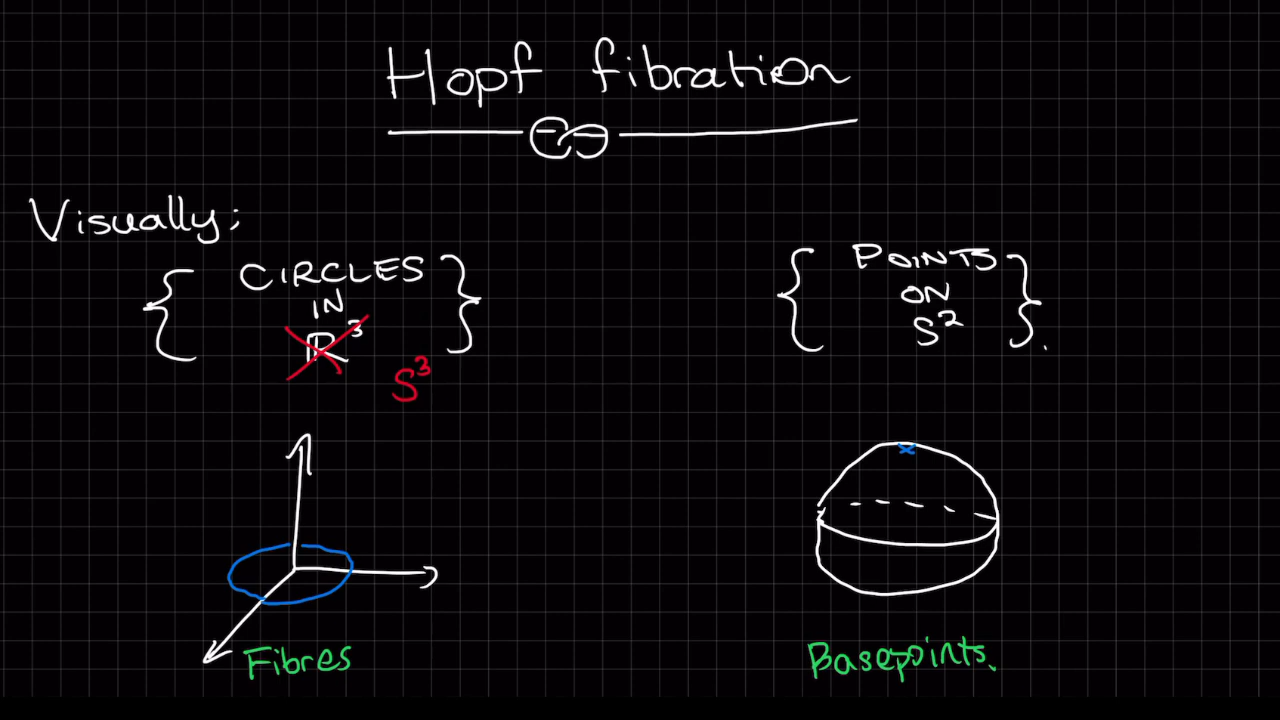 Hopf fibration
Visually;
{ CIRCLES IN ℝ³ S³ }
{ POINTS ON S² }.
Fibres
Basepoints.